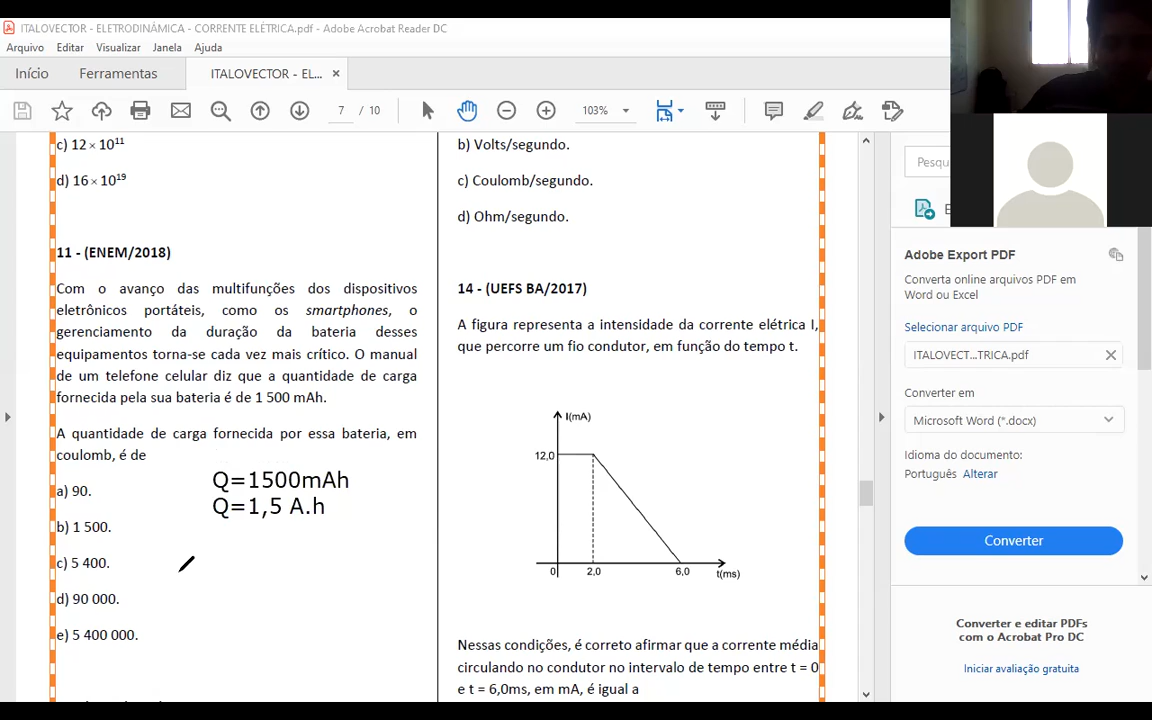 ITALOVECTOR - ELETRODINÂMICA - CORRENTE ELÉTRICA.pdf - Adobe Acrobat Reader DC
Arquivo Editar Visualizar Janela Ajuda
Início Ferramentas ITALOVECTOR - EL... ×
7 / 10 103%
c) 12 × 10¹¹
d) 16 × 10¹⁹
11 - (ENEM/2018)
Com o avanço das multifunções dos dispositivos
eletrônicos portáteis, como os smartphones, o
gerenciamento da duração da bateria desses
equipamentos torna-se cada vez mais crítico. O manual
de um telefone celular diz que a quantidade de carga
fornecida pela sua bateria é de 1 500 mAh.
A quantidade de carga fornecida por essa bateria, em
coulomb, é de
Q=1500mAh
Q=1,5 A.h
a) 90.
b) 1 500.
c) 5 400.
d) 90 000.
e) 5 400 000.
b) Volts/segundo.
c) Coulomb/segundo.
d) Ohm/segundo.
14 - (UEFS BA/2017)
A figura representa a intensidade da corrente elétrica I,
que percorre um fio condutor, em função do tempo t.
I(mA)
12,0
0 2,0 6,0 t(ms)
Nessas condições, é correto afirmar que a corrente média
circulando no condutor no intervalo de tempo entre t = 0
e t = 6,0ms, em mA, é igual a
Pesqu
E
Adobe Export PDF
Converta online arquivos PDF em
Word ou Excel
Selecionar arquivo PDF
ITALOVECT...TRICA.pdf ×
Converter em
Microsoft Word (*.docx)
Idioma do documento:
Português Alterar
Converter
Converter e editar PDFs
com o Acrobat Pro DC
Iniciar avaliação gratuita